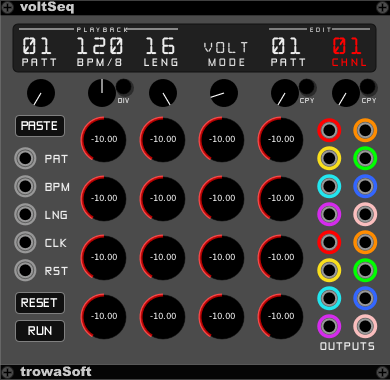 voltSeq
PLAYBACK EDIT
01 120 16 VOLT 01 01
PATT BPM/8 LENG MODE PATT CHNL
DIV CPY CPY
PASTE
-10.00 -10.00 -10.00 -10.00
PAT
BPM
-10.00 -10.00 -10.00 -10.00
LNG
CLK
-10.00 -10.00 -10.00 -10.00
RST
RESET
-10.00 -10.00 -10.00 -10.00
RUN
OUTPUTS
trowaSoft